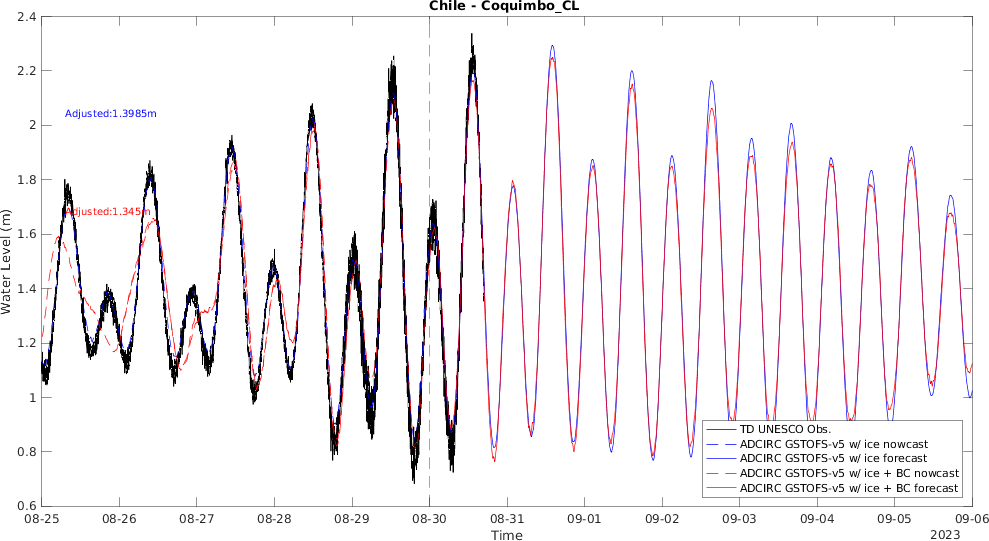 Chile - Coquimbo_CL
2.4
2.2
2
1.8
1.6
1.4
1.2
1
0.8
0.6
Water Level (m)
Adjusted:1.3985m
Adjusted:1.345m
TD UNESCO Obs.
ADCIRC GSTOFS-v5 w/ ice nowcast
ADCIRC GSTOFS-v5 w/ ice forecast
ADCIRC GSTOFS-v5 w/ ice + BC nowcast
ADCIRC GSTOFS-v5 w/ ice + BC forecast
08-25 08-26 08-27 08-28 08-29 08-30 08-31 09-01 09-02 09-03 09-04 09-05 09-06
Time
2023